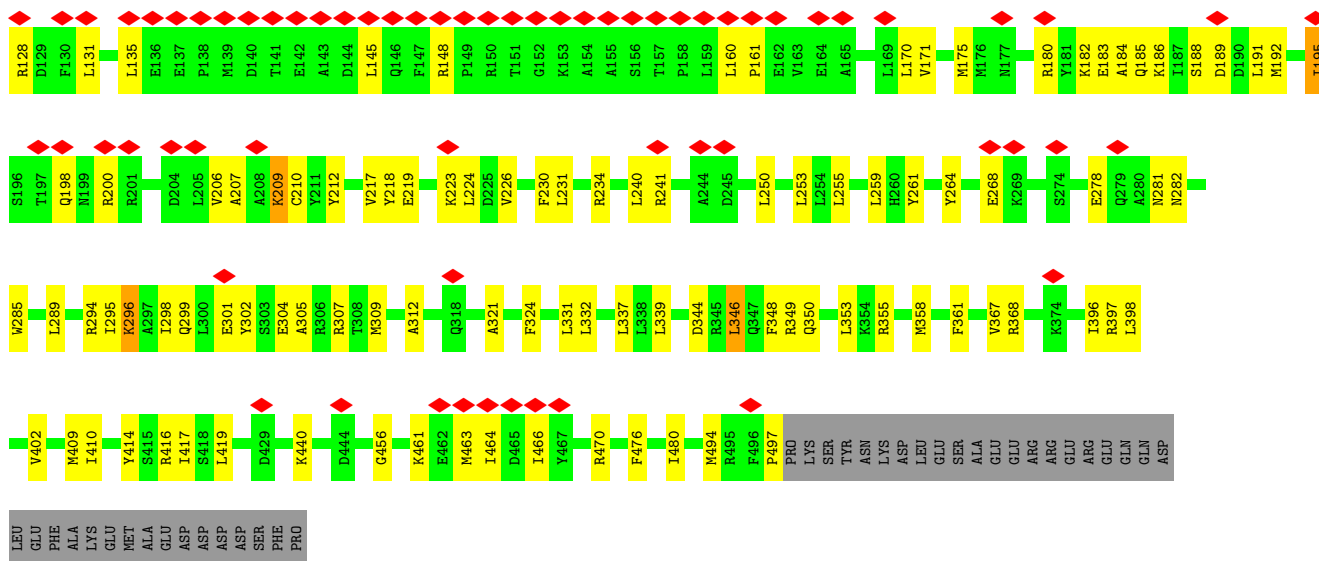 R128 D129 F130 L131 L135 E136 E137 P138 M139 D140 T141 E142 A143 D144 L145 Q146 F147 R148 P149 R150 T151 G152 K153 A154 A155 S156 T157 P158 L159 L160 P161 E162 V163 E164 A165 L169 L170 V171 M175 M176 N177 R180 Y181 K182 E183 A184 Q185 K186 I187 S188 D189 D190 L191 M192 I195
S196 T197 Q198 N199 R200 R201 D204 L205 V206 A207 A208 K209 C210 Y211 Y212 V217 Y218 E219 K223 L224 D225 V226 F230 L231 R234 L240 R241 A244 D245 L250 L253 L254 L255 L259 H260 Y261 Y264 E268 K269 S274 E278 Q279 A280 N281 N282
W285 L289 R294 I295 K296 A297 I298 Q299 L300 E301 Y302 S303 E304 A305 R306 R307 T308 M309 A312 Q318 A321 F324 L331 L332 L337 L338 L339 D344 R345 L346 Q347 F348 R349 Q350 L353 K354 R355 M358 F361 V367 R368 K374 I396 R397 L398
V402 M409 I410 Y414 S415 R416 I417 S418 L419 D429 K440 D444 G456 K461 E462 M463 I464 D465 I466 Y467 R470 F476 I480 M494 R495 F496 P497 PRO LYS SER TYR ASN LYS ASP LEU GLU SER ALA GLU GLU ARG ARG GLU ARG GLU GLN GLN ASP
LEU GLU PHE ALA LYS GLU MET ALA GLU ASP ASP ASP ASP SER PHE PRO